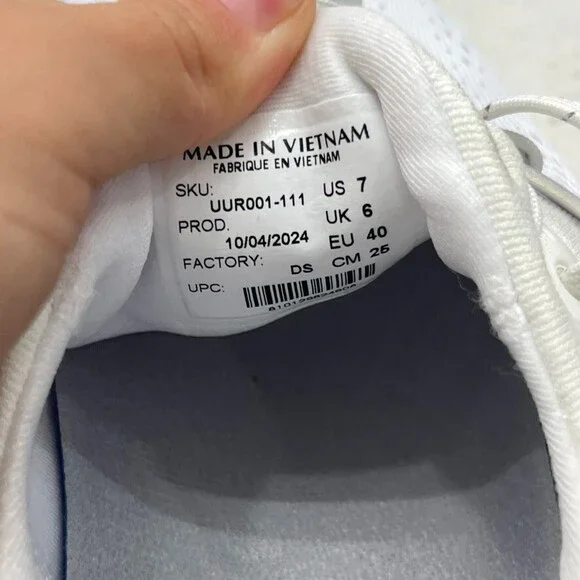 MADE IN VIETNAM
FABRIQUE EN VIETNAM
SKU: UUR001-111 US 7
PROD. 10/04/2024 UK 6
EU 40
FACTORY: DS CM 25
UPC: